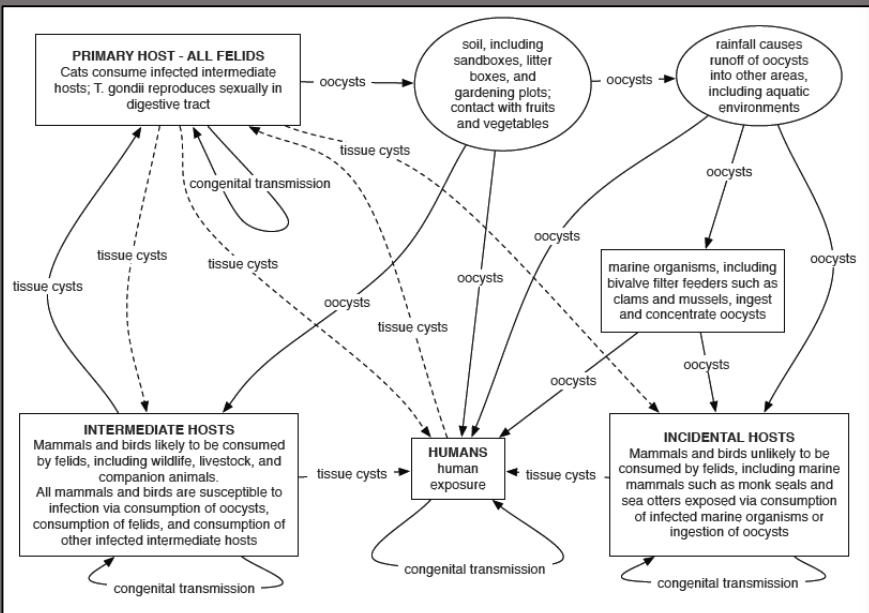 PRIMARY HOST - ALL FELIDS
Cats consume infected intermediate
hosts; T. gondii reproduces sexually in
digestive tract
oocysts
soil, including
sandboxes, litter
boxes, and
gardening plots;
contact with fruits
and vegetables
oocysts
rainfall causes
runoff of oocysts
into other areas,
including aquatic
environments
tissue cysts
congenital transmission
oocysts
oocysts
tissue cysts
tissue cysts
oocysts
oocysts
tissue cysts
oocysts
tissue cysts
marine organisms, including
bivalve filter feeders such as
clams and mussels, ingest
and concentrate oocysts
oocysts
oocysts
INTERMEDIATE HOSTS
Mammals and birds likely to be consumed
by felids, including wildlife, livestock, and
companion animals.
All mammals and birds are susceptible to
infection via consumption of oocysts,
consumption of felids, and consumption of
other infected intermediate hosts
tissue cysts
HUMANS
human
exposure
tissue cysts
INCIDENTAL HOSTS
Mammals and birds unlikely to be
consumed by felids, including marine
mammals such as monk seals and
sea otters exposed via consumption
of infected marine organisms or
ingestion of oocysts
congenital transmission
congenital transmission
congenital transmission